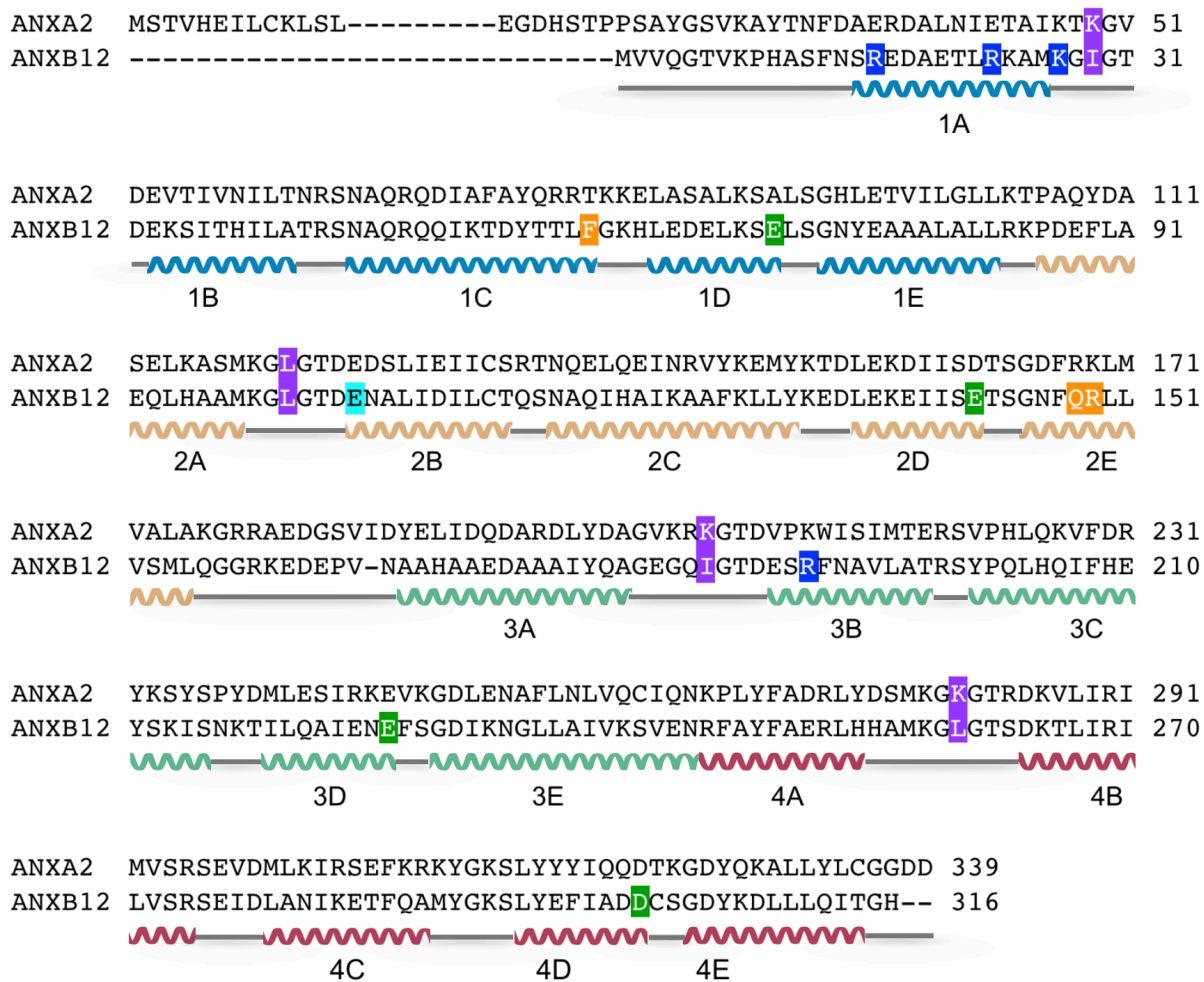 ANXA2 MSTVHEILCKLSL---------EGDHSTPPSAYGSVKAYTNFDAERDALNIETAIKTKGV 51
ANXB12 -----------------------------MVVQGTVKPHASFNSREDAETLRKAMKGIGT 31
1A
ANXA2 DEVTIVNILTNRSNAQRQDIAFAYQRRTKKELASALKSALSGHLETVILGLLKTPAQYDA 111
ANXB12 DEKSITHILATRSNAQRQQIKTDYTTLFGKHLEDELKSELSGNYEAAALALLRKPDEFLA 91
1B 1C 1D 1E
ANXA2 SELKASMKGLGTDEDSLIEIICSRTNQELQEINRVYKEMYKTDLEKDIISDTSGDFRKLM 171
ANXB12 EQLHAAMKGLGTDENALIDILCTQSNAQIHAIKAAFKLLYKEDLEKEIISETSGNFQRLL 151
2A 2B 2C 2D 2E
ANXA2 VALAKGRRAEDGSVIDYELIDQDARDLYDAGVKRKGTDVPKWISIMTERSVPHLQKVFDR 231
ANXB12 VSMLQGGRKEDEPV-NAAHAAEDAAAIYQAGEGQIGTDESRFNAVLATRSYPQLHQIFHE 210
3A 3B 3C
ANXA2 YKSYSPYDMLESIRKEVKGDLENAFLNLVQCIQNKPLYFADRLYDSMKGKGTRDKVLIRI 291
ANXB12 YSKISNKTILQAIENEFSGDIKNGLLAIVKSVENRFAYFAERLHHAMKGLGTSDKTLIRI 270
3D 3E 4A 4B
ANXA2 MVSRSEVDMLKIRSEFKRKYGKSLYYYIQQDTKGDYQKALLYLCGGDD 339
ANXB12 LVSRSEIDLANIKETFQAMYGKSLYEFIADDCSGDYKDLLLQITGH-- 316
4C 4D 4E